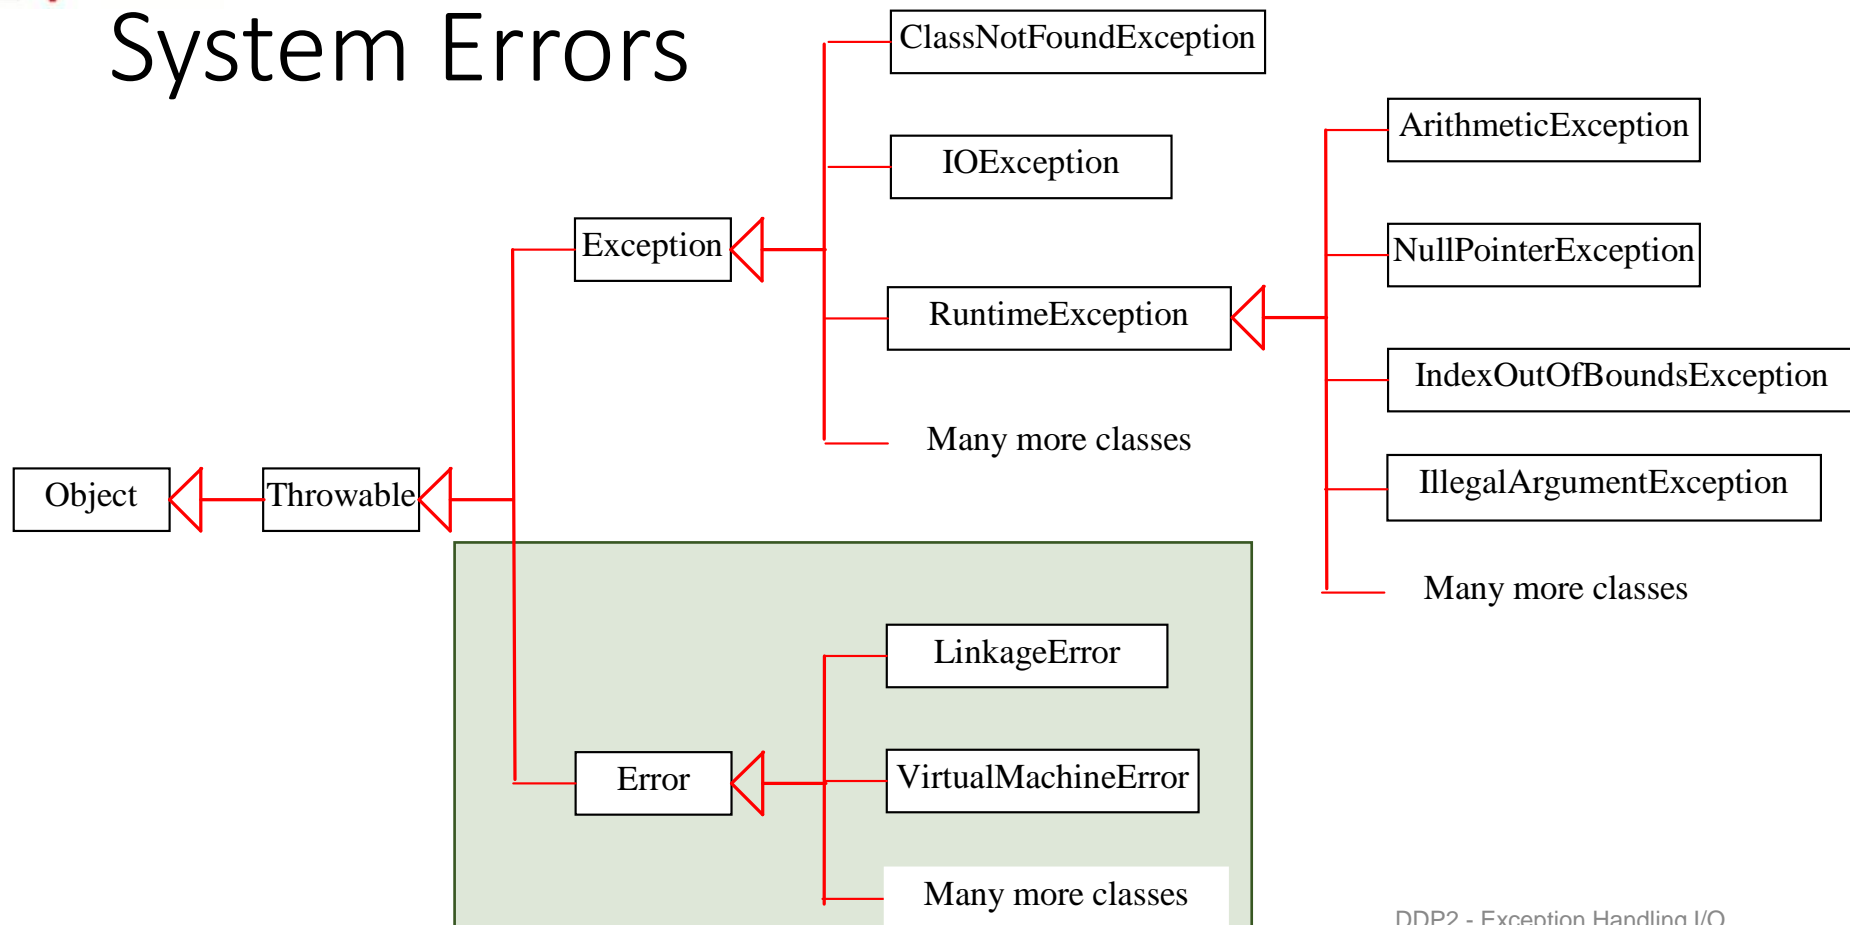 System Errors
ClassNotFoundException
ArithmeticException
IOException
Exception
NullPointerException
RuntimeException
IndexOutOfBoundsException
Many more classes
Object
Throwable
IllegalArgumentException
Many more classes
LinkageError
Error
VirtualMachineError
Many more classes
DDP2 - Exception Handling I/O